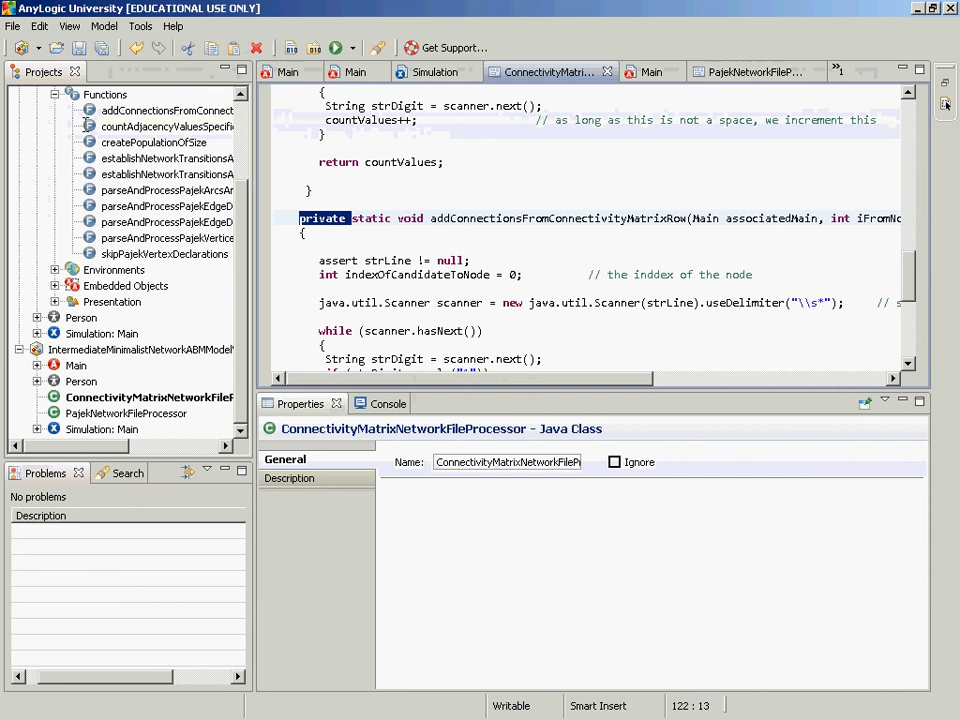 AnyLogic University [EDUCATIONAL USE ONLY]
File Edit View Model Tools Help
Get Support...
Projects
Functions
addConnectionsFromConnect
countAdjacencyValuesSpecifi
createPopulationOfSize
establishNetworkTransitionsA
establishNetworkTransitionsA
parseAndProcessPajekArcsAr
parseAndProcessPajekEdgeD
parseAndProcessPajekEdgeD
parseAndProcessPajekVertice
skipPajekVertexDeclarations
Environments
Embedded Objects
Presentation
Person
Simulation: Main
IntermediateMinimalistNetworkABMModel
Main
Person
ConnectivityMatrixNetworkFileP
PajekNetworkFileProcessor
Simulation: Main
Problems Search
No problems
Description
Main Main Simulation ConnectivityMatri... Main PajekNetworkFileP... »1
{
String strDigit = scanner.next();
countValues++; // as long as this is not a space, we increment this
}
return countValues;
}
private static void addConnectionsFromConnectivityMatrixRow(Main associatedMain, int iFromNo
{
assert strLine != null;
int indexOfCandidateToNode = 0; // the inddex of the node
java.util.Scanner scanner = new java.util.Scanner(strLine).useDelimiter("\\s*"); // s
while (scanner.hasNext())
{
String strDigit = scanner.next();
Properties Console
ConnectivityMatrixNetworkFileProcessor - Java Class
General
Description
Name: ConnectivityMatrixNetworkFilePr Ignore
Writable Smart Insert 122 : 13